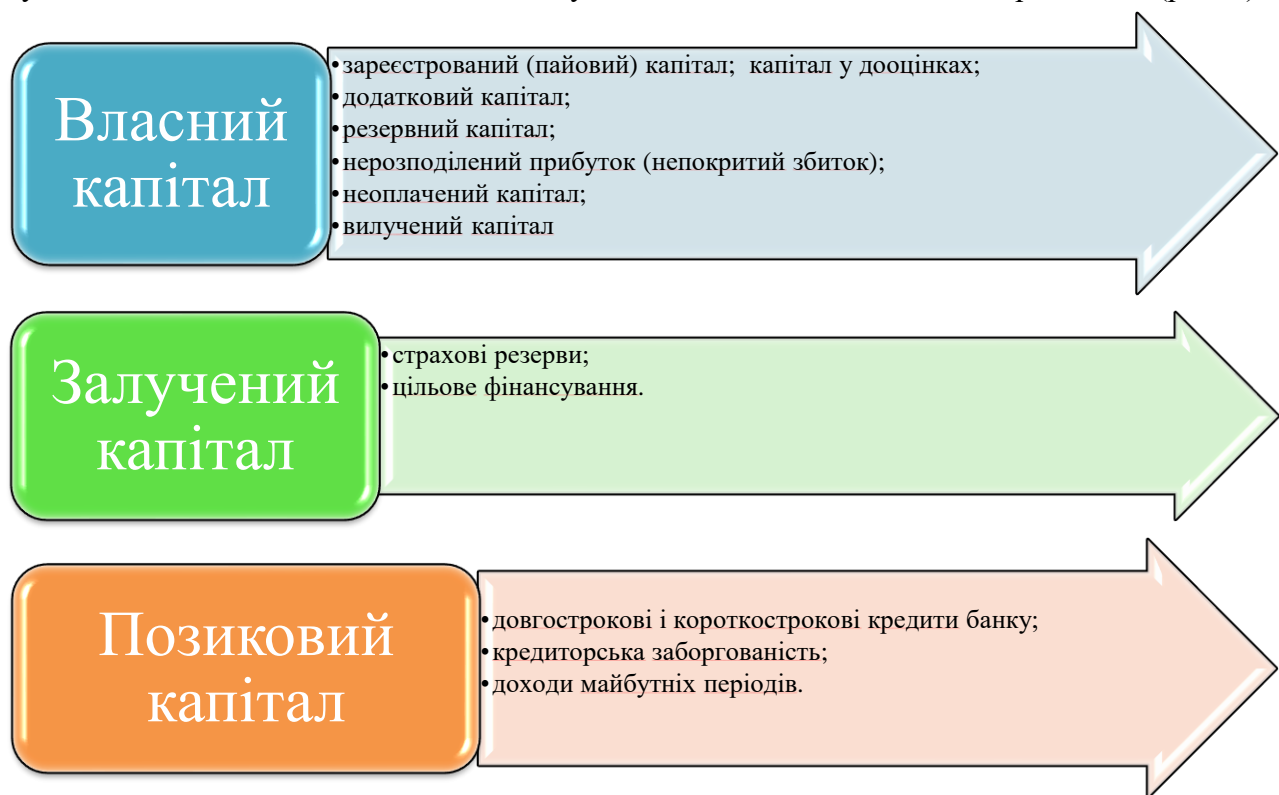 Власний
капітал
•зареєстрований (пайовий) капітал; капітал у дооцінках;
•додатковий капітал;
•резервний капітал;
•нерозподілений прибуток (непокритий збиток);
•неоплачений капітал;
•вилучений капітал
Залучений
капітал
•страхові резерви;
•цільове фінансування.
Позиковий
капітал
•довгострокові і короткострокові кредити банку;
•кредиторська заборгованість;
•доходи майбутніх періодів.